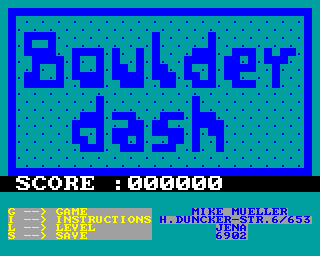 Boulder
dash
SCORE :000000
G --> GAME MIKE MUELLER
I --> INSTRUCTIONS H.DUNCKER-STR.6/653
L --> LEVEL JENA
S --> SAVE 6902